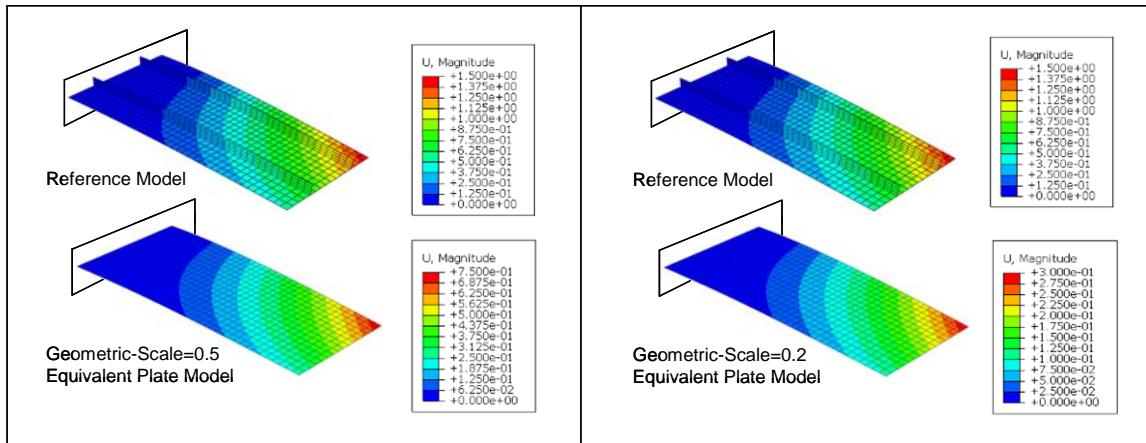 U, Magnitude
+1.500e+00
+1.375e+00
+1.250e+00
+1.125e+00
+1.000e+00
+8.750e-01
+7.500e-01
+6.250e-01
+5.000e-01
+3.750e-01
+2.500e-01
+1.250e-01
+0.000e+00
Reference Model
U, Magnitude
+7.500e-01
+6.875e-01
+6.250e-01
+5.625e-01
+5.000e-01
+4.375e-01
+3.750e-01
+3.125e-01
+2.500e-01
+1.875e-01
+1.250e-01
+6.250e-02
+0.000e+00
Geometric-Scale=0.5
Equivalent Plate Model
U, Magnitude
+1.500e+00
+1.375e+00
+1.250e+00
+1.125e+00
+1.000e+00
+8.750e-01
+7.500e-01
+6.250e-01
+5.000e-01
+3.750e-01
+2.500e-01
+1.250e-01
+0.000e+00
Reference Model
U, Magnitude
+3.000e-01
+2.750e-01
+2.500e-01
+2.250e-01
+2.000e-01
+1.750e-01
+1.500e-01
+1.250e-01
+1.000e-01
+7.500e-02
+5.000e-02
+2.500e-02
+0.000e+00
Geometric-Scale=0.2
Equivalent Plate Model